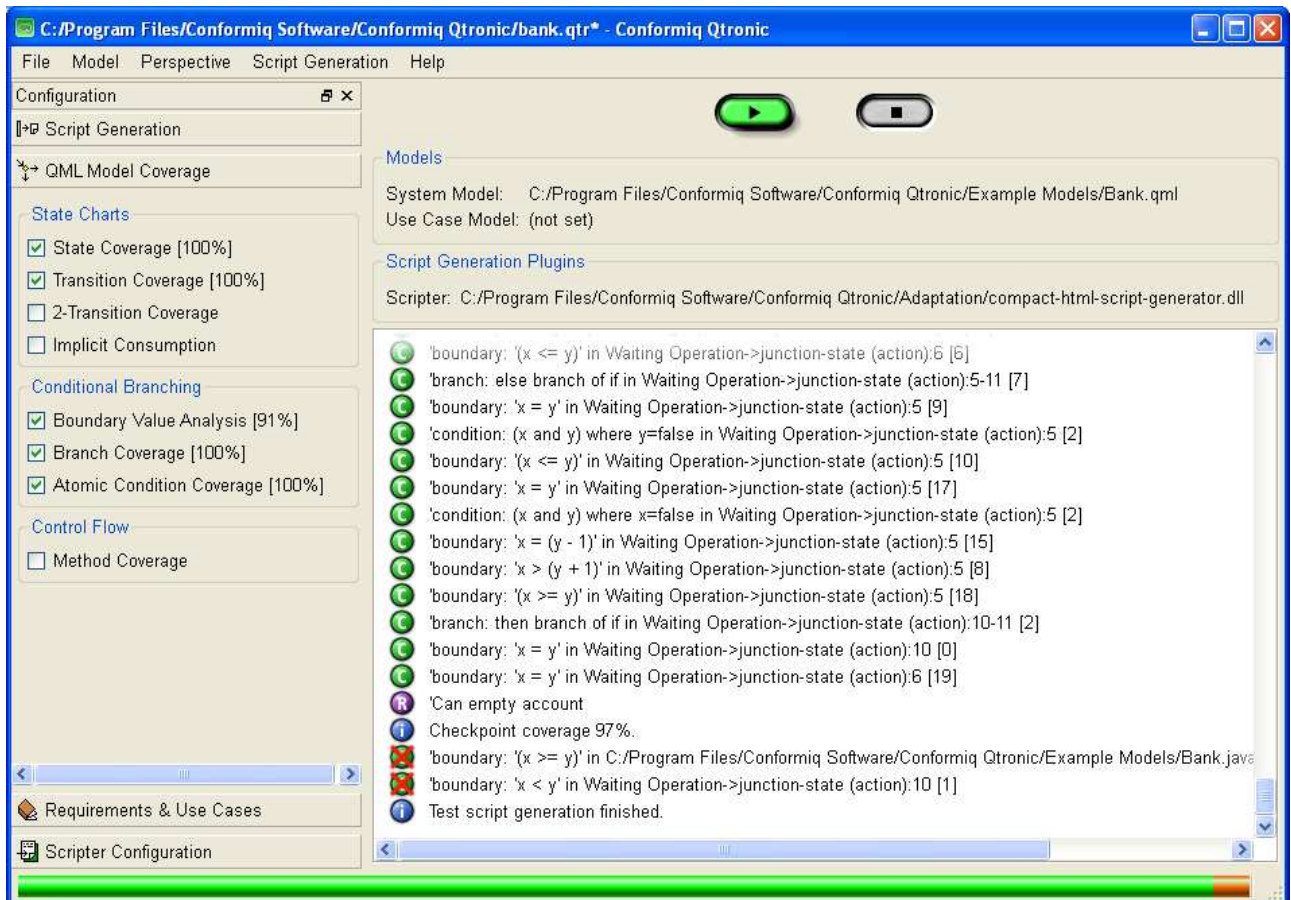 C:/Program Files/Conformiq Software/Conformiq Qtronic/bank.qtr* - Conformiq Qtronic
File Model Perspective Script Generation Help
Configuration
Script Generation
QML Model Coverage
State Charts
State Coverage [100%]
Transition Coverage [100%]
2-Transition Coverage
Implicit Consumption
Conditional Branching
Boundary Value Analysis [91%]
Branch Coverage [100%]
Atomic Condition Coverage [100%]
Control Flow
Method Coverage
Requirements & Use Cases
Scripter Configuration
Models
System Model: C:/Program Files/Conformiq Software/Conformiq Qtronic/Example Models/Bank.qml
Use Case Model: (not set)
Script Generation Plugins
Scripter: C:/Program Files/Conformiq Software/Conformiq Qtronic/Adaptation/compact-html-script-generator.dll
C 'boundary: '(x <= y)' in Waiting Operation->junction-state (action):6 [6]
C 'branch: else branch of if in Waiting Operation->junction-state (action):5-11 [7]
C 'boundary: 'x = y' in Waiting Operation->junction-state (action):5 [9]
C 'condition: (x and y) where y=false in Waiting Operation->junction-state (action):5 [2]
C 'boundary: '(x <= y)' in Waiting Operation->junction-state (action):5 [10]
C 'boundary: 'x = y' in Waiting Operation->junction-state (action):5 [17]
C 'condition: (x and y) where x=false in Waiting Operation->junction-state (action):5 [2]
C 'boundary: 'x = (y - 1)' in Waiting Operation->junction-state (action):5 [15]
C 'boundary: 'x > (y + 1)' in Waiting Operation->junction-state (action):5 [8]
C 'boundary: '(x >= y)' in Waiting Operation->junction-state (action):5 [18]
C 'branch: then branch of if in Waiting Operation->junction-state (action):10-11 [2]
C 'boundary: 'x = y' in Waiting Operation->junction-state (action):10 [0]
C 'boundary: 'x = y' in Waiting Operation->junction-state (action):6 [19]
R 'Can empty account
i Checkpoint coverage 97%.
'boundary: '(x >= y)' in C:/Program Files/Conformiq Software/Conformiq Qtronic/Example Models/Bank.java
'boundary: 'x < y' in Waiting Operation->junction-state (action):10 [1]
i Test script generation finished.